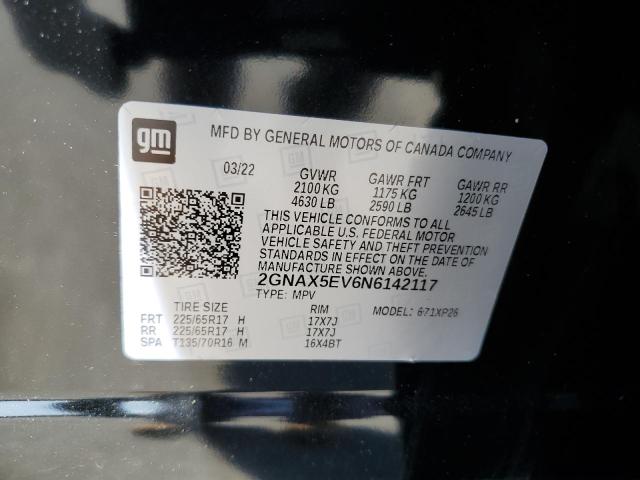 gm
MFD BY GENERAL MOTORS OF CANADA COMPANY
03/22 GVWR GAWR FRT GAWR RR
2100 KG 1175 KG 1200 KG
4630 LB 2590 LB 2645 LB
THIS VEHICLE CONFORMS TO ALL
APPLICABLE U.S. FEDERAL MOTOR
VEHICLE SAFETY AND THEFT PREVENTION
STANDARDS IN EFFECT ON THE DATE OF
MANUFACTURE SHOWN ABOVE.
2GNAX5EV6N6142117
TYPE: MPV
TIRE SIZE RIM MODEL: 671XP26
FRT 225/65R17 H 17X7J
RR 225/65R17 H 17X7J
SPA T135/70R16 M 16X4BT